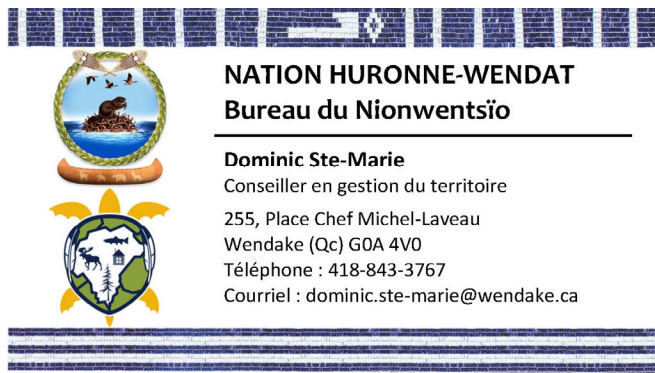 NATION HURONNE-WENDAT
Bureau du Nionwentsïo
Dominic Ste-Marie
Conseiller en gestion du territoire
255, Place Chef Michel-Laveau
Wendake (Qc) G0A 4V0
Téléphone : 418-843-3767
Courriel : dominic.ste-marie@wendake.ca